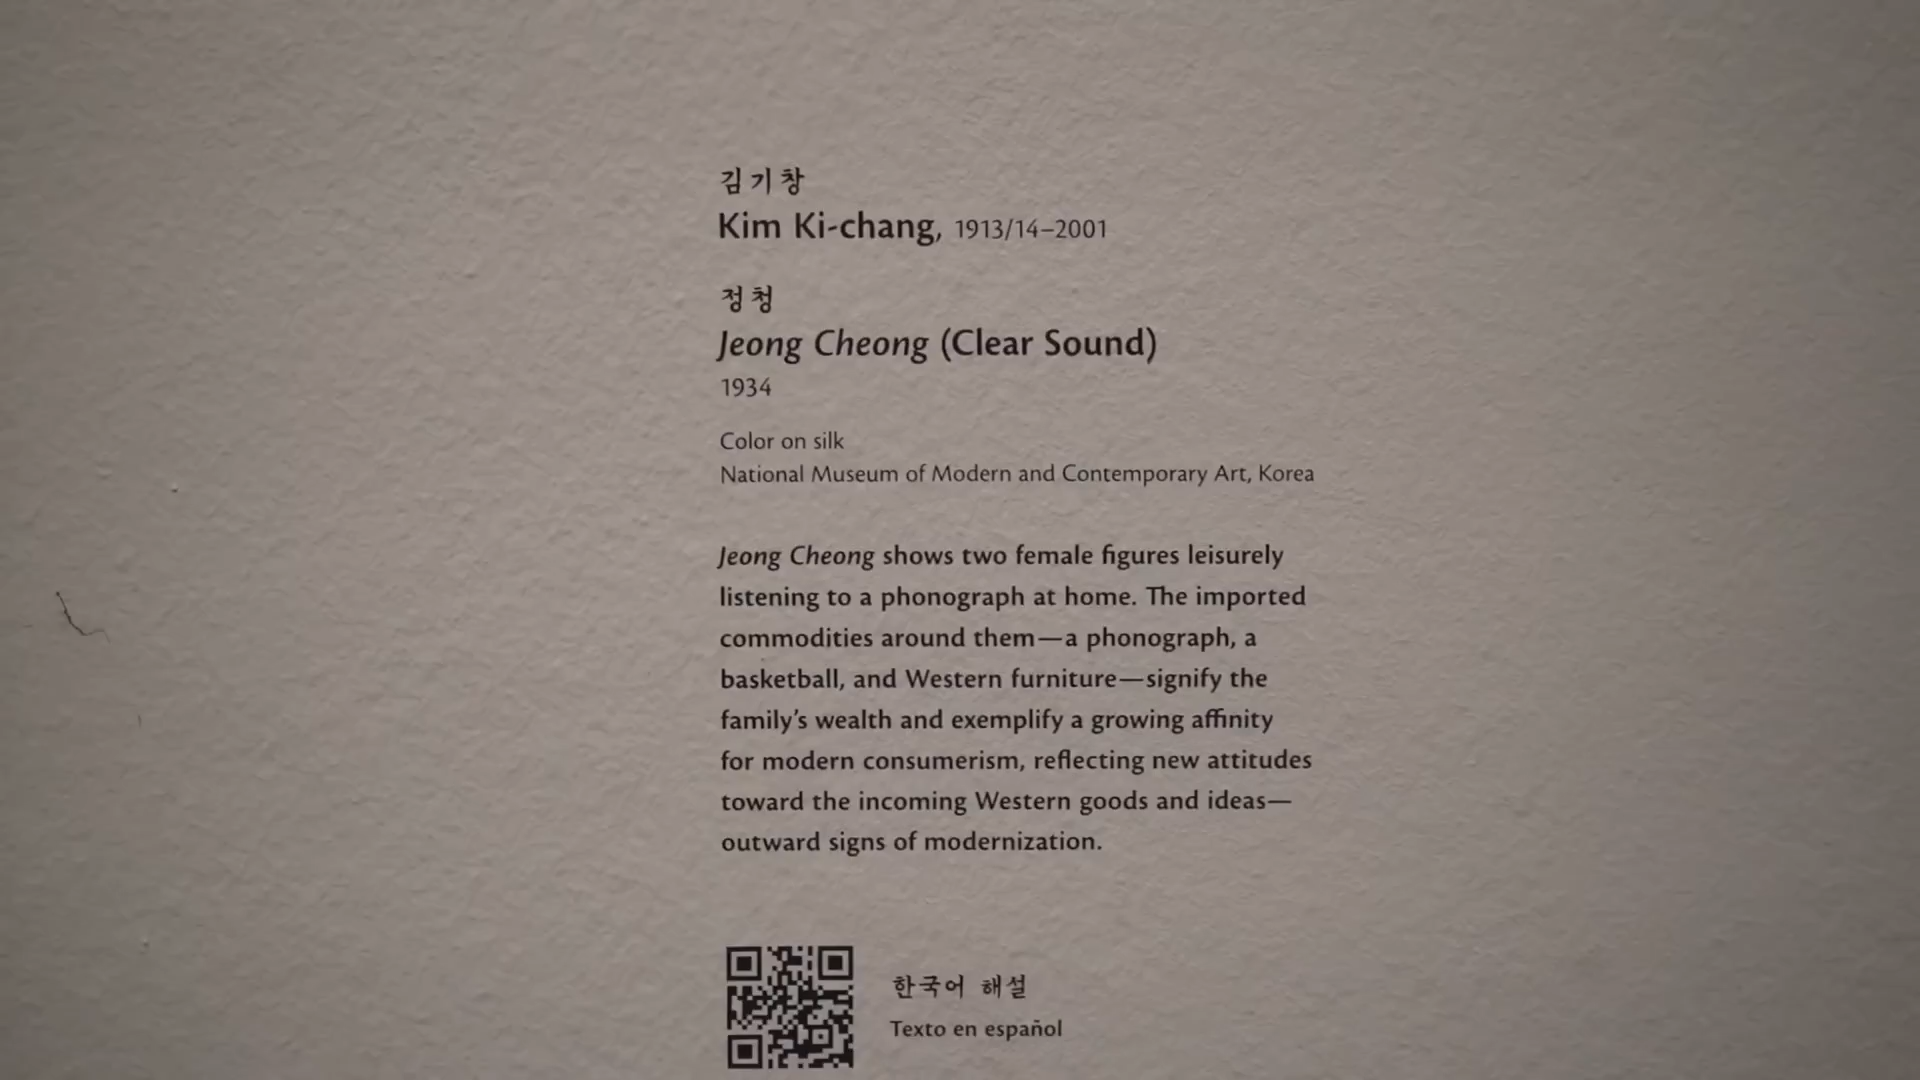 김기창
Kim Ki-chang, 1913/14–2001
정청
Jeong Cheong (Clear Sound)
1934
Color on silk
National Museum of Modern and Contemporary Art, Korea
Jeong Cheong shows two female figures leisurely
listening to a phonograph at home. The imported
commodities around them—a phonograph, a
basketball, and Western furniture—signify the
family’s wealth and exemplify a growing affinity
for modern consumerism, reflecting new attitudes
toward the incoming Western goods and ideas—
outward signs of modernization.
한국어 해설
Texto en español